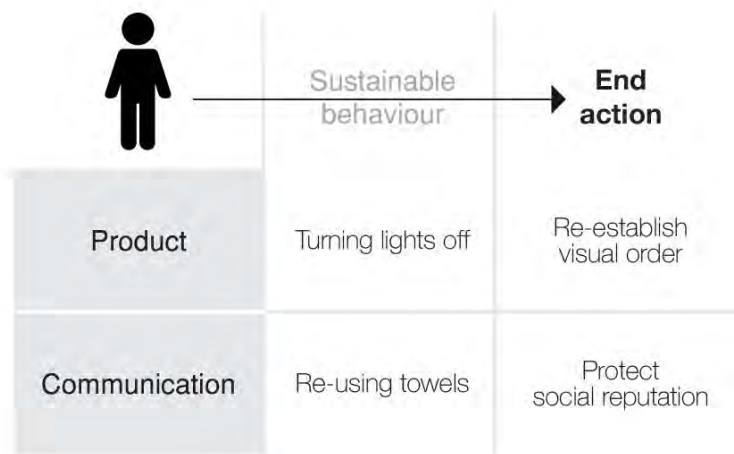 Sustainable
behaviour
End
action
Product
Turning lights off
Re-establish
visual order
Communication
Re-using towels
Protect
social reputation